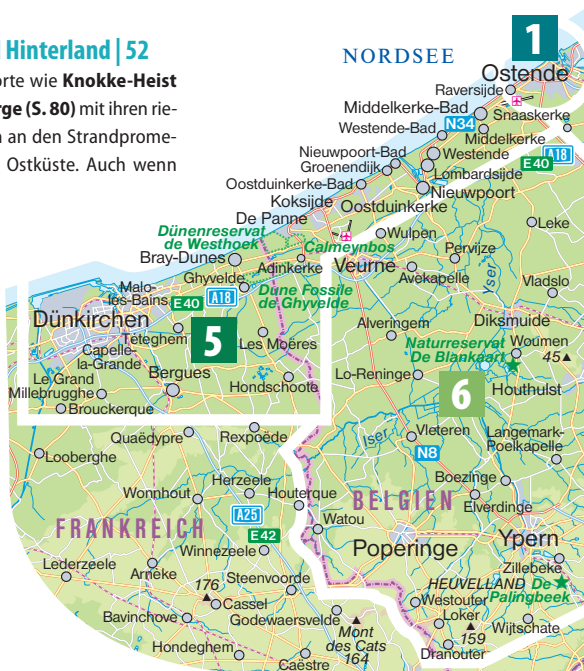 Hinterland | 52
orte wie Knokke-Heist
rge (S. 80) mit ihren rie-
n an den Strandprome-
Ostküste. Auch wenn
NORDSEE
1
Ostende
Raversijde
Middelkerke-Bad
Snaaskerke
Westende-Bad
N34
Middelkerke
Nieuwpoort-Bad
Westende
A18
E40
Groenendijk
Lombardsijde
Oostduinkerke-Bad
Nieuwpoort
Koksijde
Oostduinkerke
De Panne
Leke
Dünenreservat
de Westhoek
Wulpen
Calmeynbos
Pervijze
Bray-Dunes
Adinkerke
Veurne
Avekapelle
Yser
Vladslo
Ghyvelde
Malo-
les-Bains
E40
A18
Dune Fossile
de Ghyvelde
Dünkirchen
Teteghem
5
Les Moëres
Alveringem
Diksmuide
Capelle-
la-Grande
Naturreservat
De Blankaart
Woumen
45
Le Grand
Millebrugghe
Bergues
Hondschoote
Lo-Reninge
6
Houthulst
Brouckerque
Quaëdypre
Rexpoëde
Iser
Vleteren
Langemark-
Poelkapelle
N8
Looberghe
Herzeele
Boezinge
Wormhout
Houterque
BELGIEN
Elverdinge
A25
Watou
FRANKREICH
E42
Poperinge
Ypern
Winnezeele
Lederzeele
Arneke
Steenvoorde
Zillebeke
176
HEUVELLAND
De
Palingbeek
Cassel
Westouter
Bavinchove
Godewaersvelde
Loker
Mont
des Cats
164
159
Wijtschate
Hondeghem
Dranouter
Caëstre